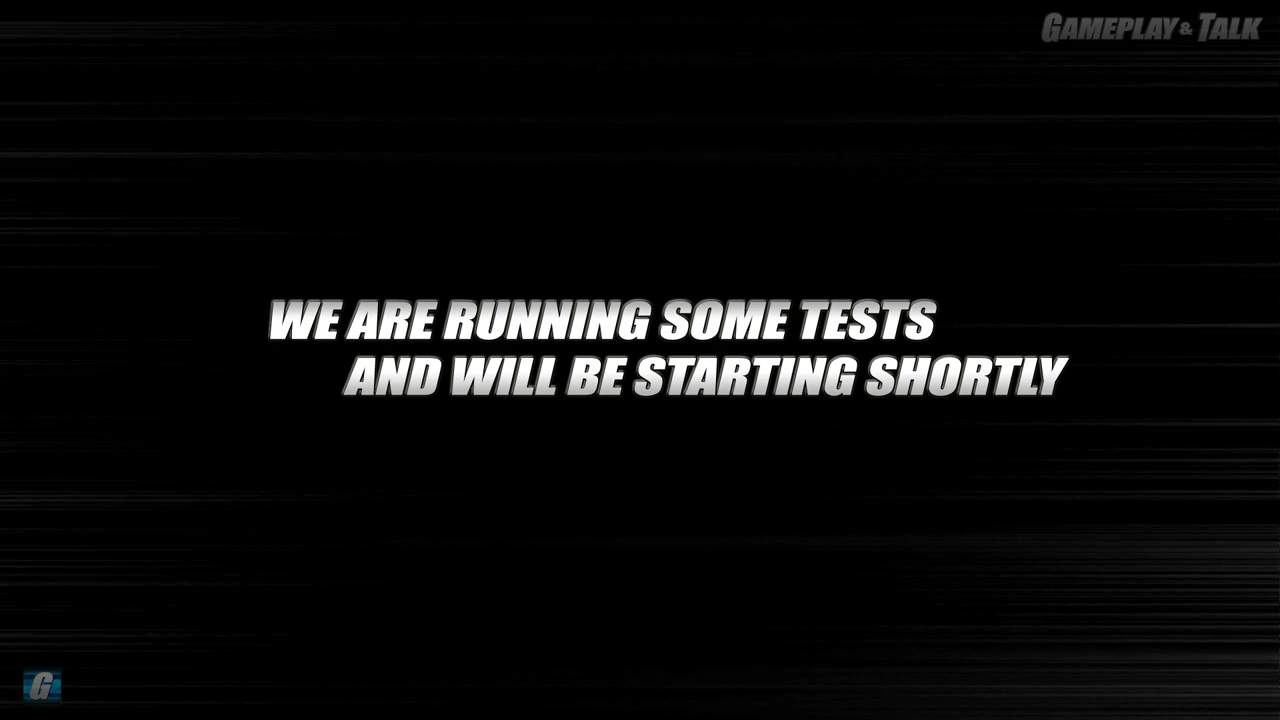 GAMEPLAY & TALK
WE ARE RUNNING SOME TESTS
AND WILL BE STARTING SHORTLY
G